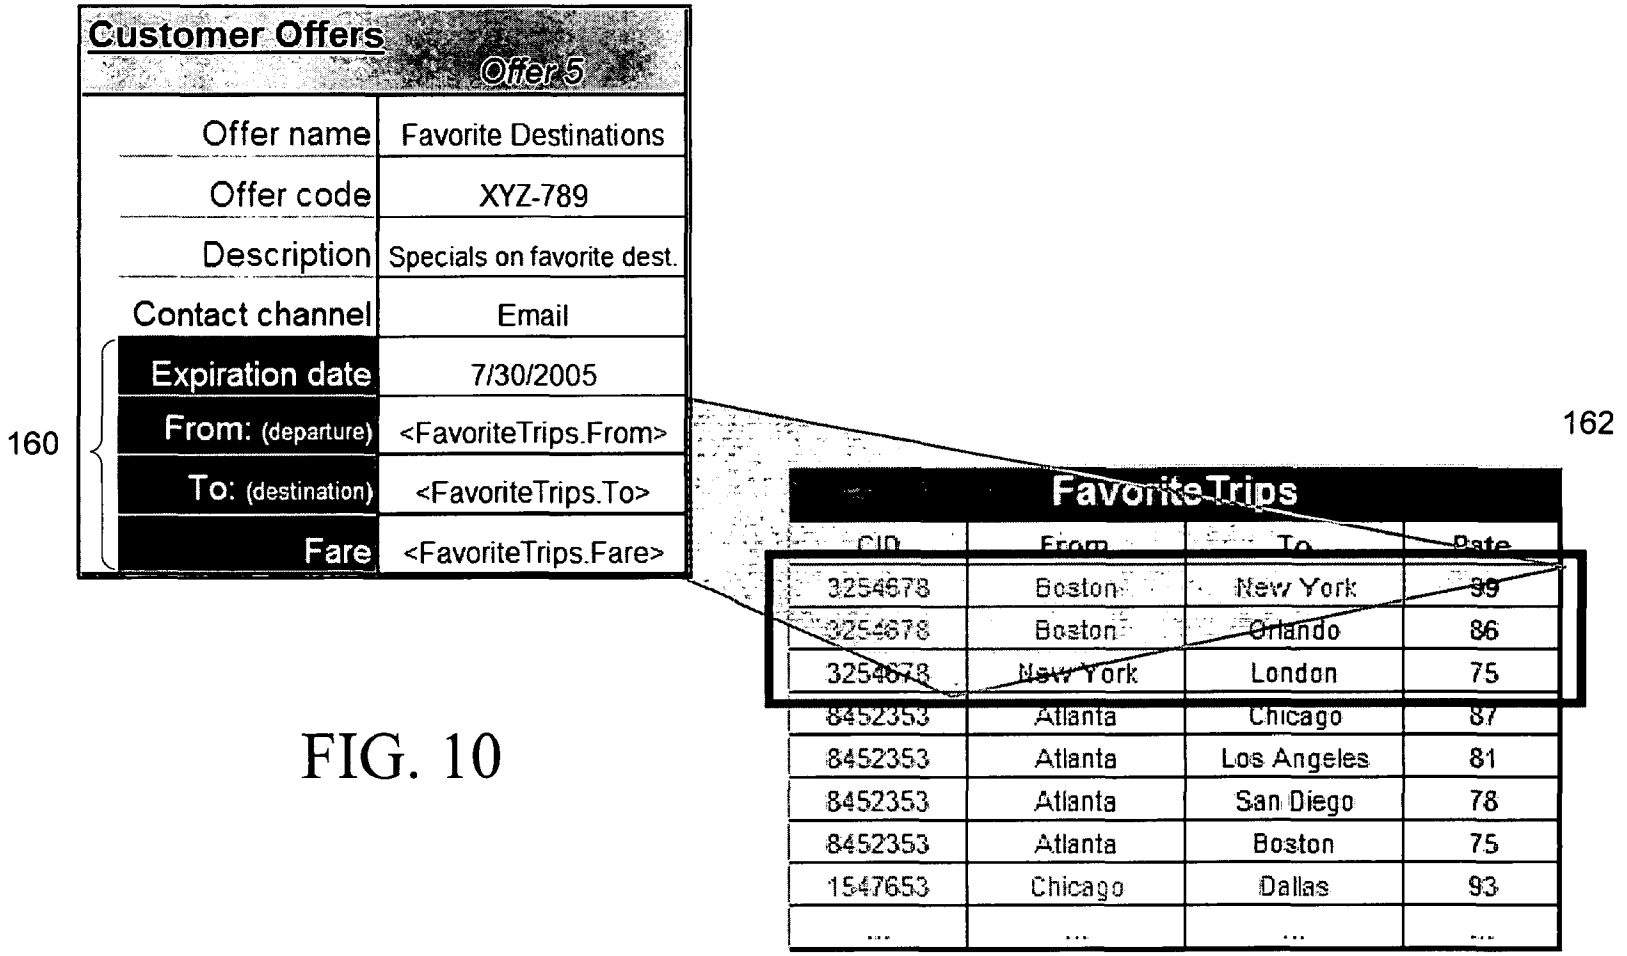 Customer Offers
Offer 5
Offer name Favorite Destinations
Offer code XYZ-789
Description Specials on favorite dest.
Contact channel Email
160
Expiration date 7/30/2005
From: (departure) <FavoriteTrips.From>
To: (destination) <FavoriteTrips.To>
Fare <FavoriteTrips.Fare>
162
FavoriteTrips
CID From To Rate
3254678 Boston New York 99
3254678 Boston Orlando 86
3254678 New York London 75
8452353 Atlanta Chicago 87
8452353 Atlanta Los Angeles 81
8452353 Atlanta San Diego 78
8452353 Atlanta Boston 75
1547653 Chicago Dallas 93
... ... ... ...
FIG. 10